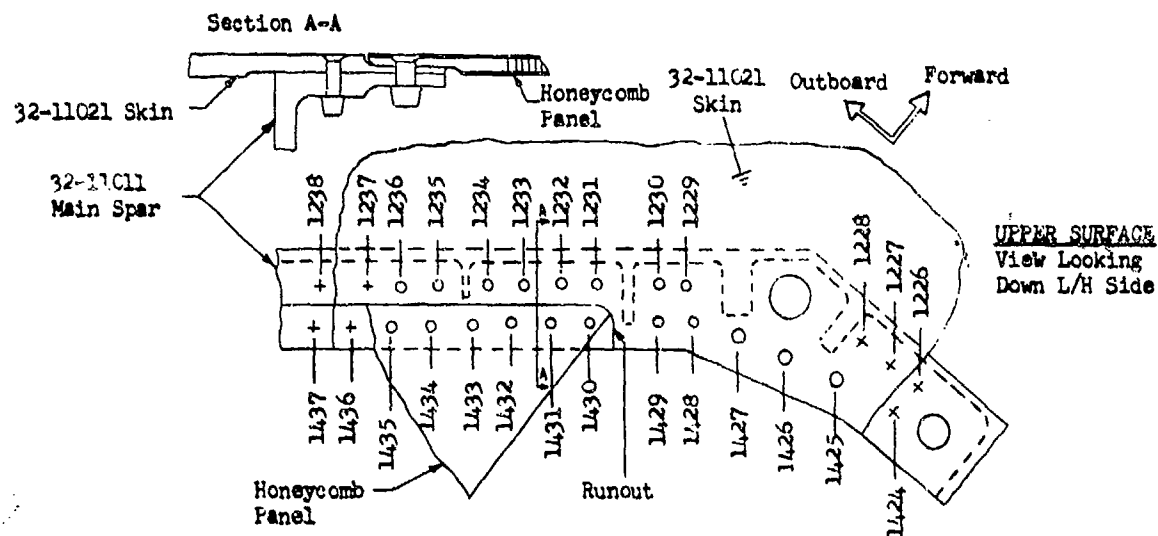 Section A-A
32-11021 Skin
Honeycomb
Panel
32-11021
Skin
Outboard
Forward
32-11011
Main Spar
1238
1237
1236
1235
1234
1233
A
1232
1231
1230
1229
1228
1227
1226
UPPER SURFACE
View Looking
Down L/H Side
A
1437
1436
1435
1434
1433
1432
1431
1430
1429
1428
1427
1426
1425
1424
Honeycomb
Panel
Runout